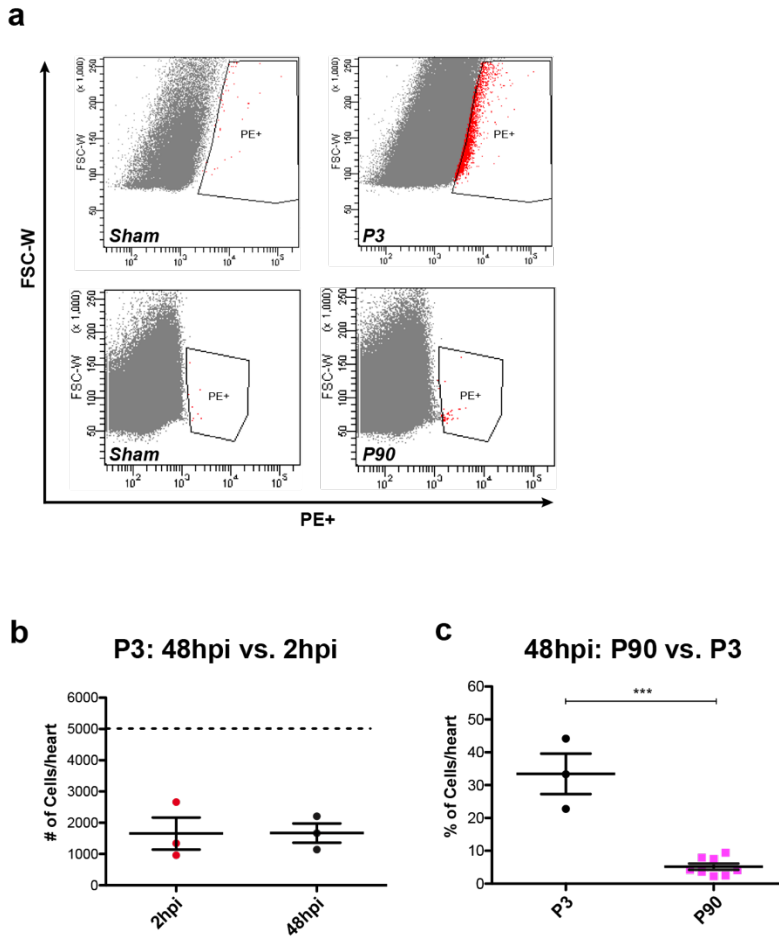 a
FSC-W
FSC-W (x 1,000)
50 100 150 200 250
PE+
Sham
10² 10³ 10⁴ 10⁵
FSC-W (x 1,000)
50 100 150 200 250
PE+
P3
10² 10³ 10⁴ 10⁵
FSC-W (x 1,000)
50 100 150 200 250
PE+
Sham
10² 10³ 10⁴ 10⁵
FSC-W (x 1,000)
50 100 150 200 250
PE+
P90
10² 10³ 10⁴ 10⁵
PE+
b
P3: 48hpi vs. 2hpi
# of Cells/heart
6000
5000
4000
3000
2000
1000
0
2hpi
48hpi
c
48hpi: P90 vs. P3
% of Cells/heart
60
50
40
30
20
10
0
***
P3
P90